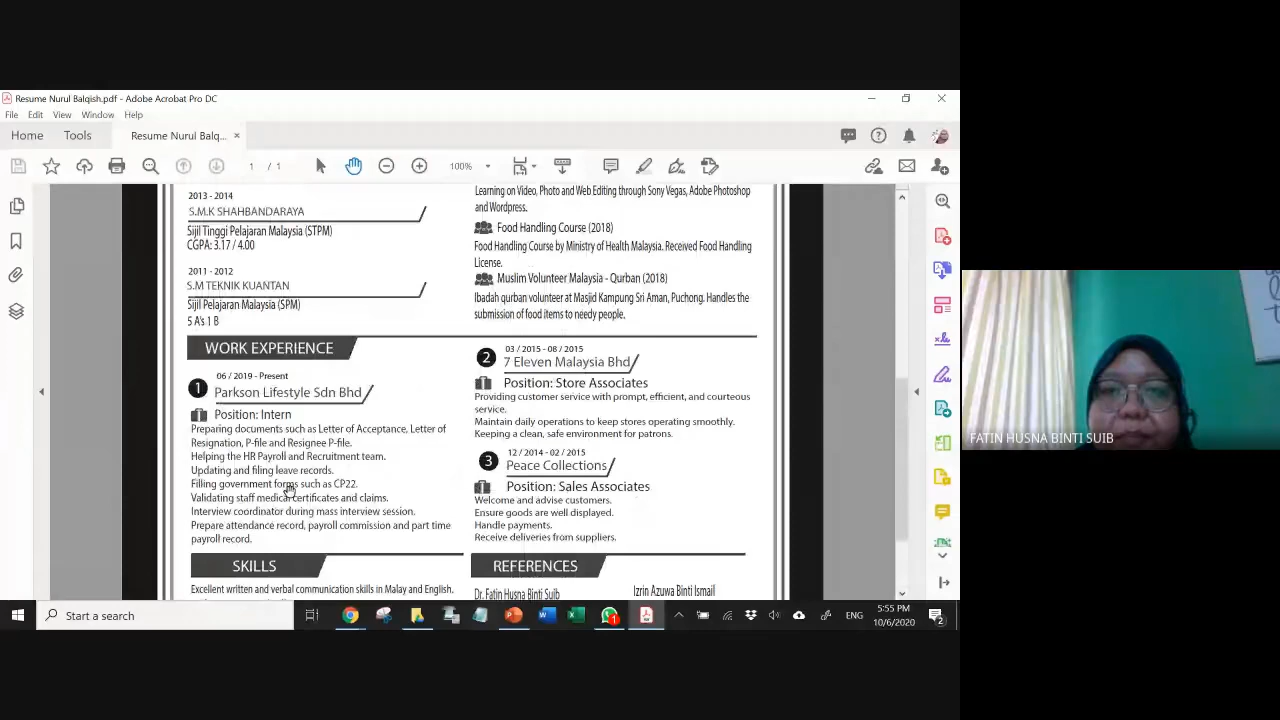 Resume Nurul Balqish.pdf - Adobe Acrobat Pro DC
File Edit View Window Help
Home Tools Resume Nurul Balq... ×
1 / 1 100%
2013 - 2014
S.M.K SHAHBANDARAYA
Sijil Tinggi Pelajaran Malaysia (STPM)
CGPA: 3.17 / 4.00
2011 - 2012
S.M TEKNIK KUANTAN
Sijil Pelajaran Malaysia (SPM)
5 A's 1 B
Learning on Video, Photo and Web Editing through Sony Vegas, Adobe Photoshop
and Wordpress.
Food Handling Course (2018)
Food Handling Course by Ministry of Health Malaysia. Received Food Handling
License.
Muslim Volunteer Malaysia - Qurban (2018)
Ibadah qurban volunteer at Masjid Kampung Sri Aman, Puchong. Handles the
submission of food items to needy people.
WORK EXPERIENCE
1
06 / 2019 - Present
Parkson Lifestyle Sdn Bhd
Position: Intern
Preparing documents such as Letter of Acceptance, Letter of
Resignation, P-file and Resignee P-file.
Helping the HR Payroll and Recruitment team.
Updating and filing leave records.
Filling government forms such as CP22.
Validating staff medical certificates and claims.
Interview coordinator during mass interview session.
Prepare attendance record, payroll commission and part time
payroll record.
2
03 / 2015 - 08 / 2015
7 Eleven Malaysia Bhd
Position: Store Associates
Providing customer service with prompt, efficient, and courteous
service.
Maintain daily operations to keep stores operating smoothly.
Keeping a clean, safe environment for patrons.
3
12 / 2014 - 02 / 2015
Peace Collections
Position: Sales Associates
Welcome and advise customers.
Ensure goods are well displayed.
Handle payments.
Receive deliveries from suppliers.
SKILLS
Excellent written and verbal communication skills in Malay and English.
REFERENCES
Dr. Fatin Husna Binti Suib
Izrin Azuwa Binti Ismail
FATIN HUSNA BINTI SUIB
Start a search
1
ENG
5:55 PM
10/6/2020
2